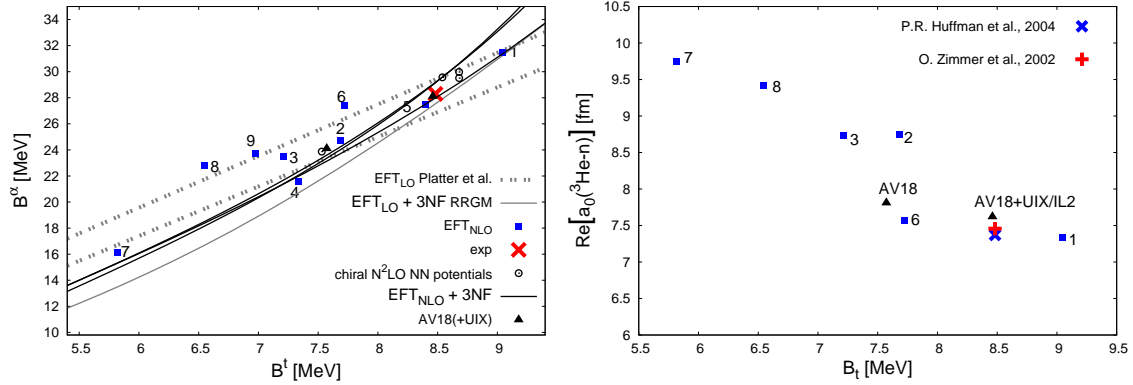 34
32
30
28
26
24
22
20
18
16
14
12
10
B^α [MeV]
5.5 6 6.5 7 7.5 8 8.5 9
B^t [MeV]
1
6
5
2
9
3
8
4
7
EFT_LO Platter et al.
EFT_LO + 3NF RRGM
EFT_NLO
exp
chiral N^2LO NN potentials
EFT_NLO + 3NF
AV18(+UIX)
10.5
10
9.5
9
8.5
8
7.5
7
6.5
6
Re[a_0(^3He-n)] [fm]
5.5 6 6.5 7 7.5 8 8.5 9 9.5
B_t [MeV]
P.R. Huffman et al., 2004
O. Zimmer et al., 2002
7
8
3
2
AV18
AV18+UIX/IL2
6
1